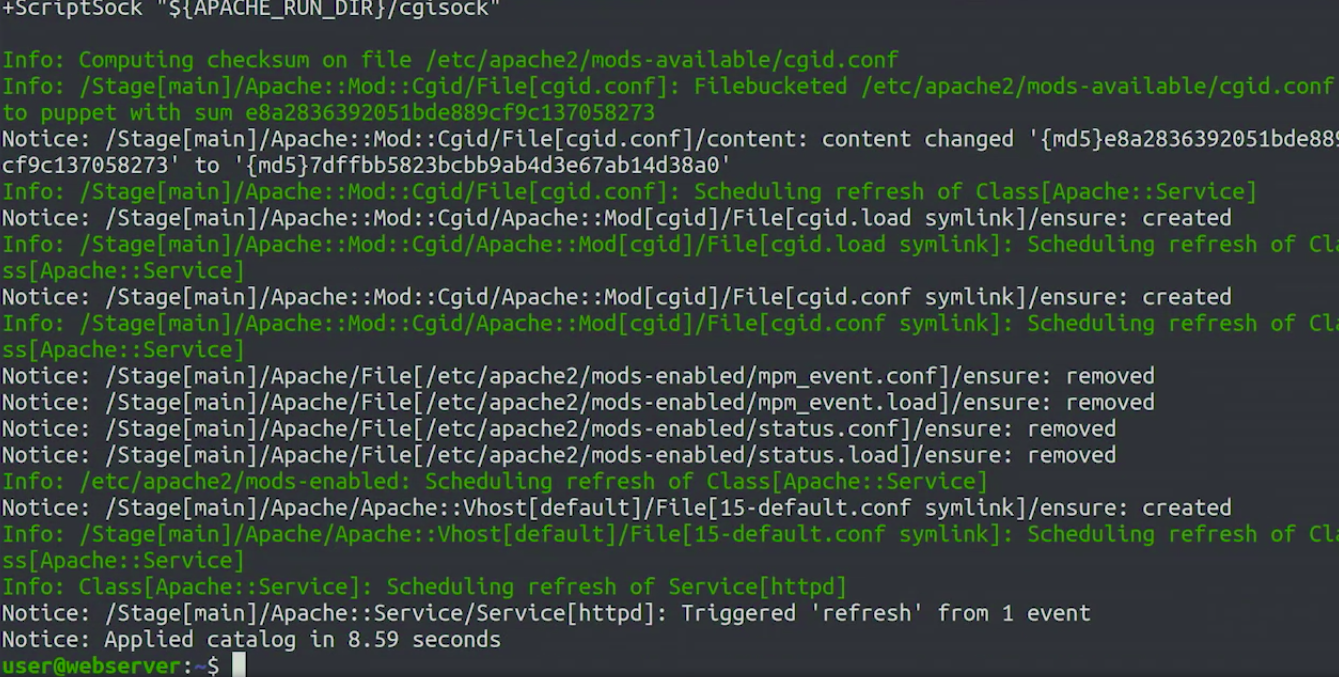 +ScriptSock "${APACHE_RUN_DIR}/cgisock"
Info: Computing checksum on file /etc/apache2/mods-available/cgid.conf
Info: /Stage[main]/Apache::Mod::Cgid/File[cgid.conf]: Filebucketed /etc/apache2/mods-available/cgid.conf
to puppet with sum e8a2836392051bde889cf9c137058273
Notice: /Stage[main]/Apache::Mod::Cgid/File[cgid.conf]/content: content changed '{md5}e8a2836392051bde889
cf9c137058273' to '{md5}7dffbb5823bcbb9ab4d3e67ab14d38a0'
Info: /Stage[main]/Apache::Mod::Cgid/File[cgid.conf]: Scheduling refresh of Class[Apache::Service]
Notice: /Stage[main]/Apache::Mod::Cgid/Apache::Mod[cgid]/File[cgid.load symlink]/ensure: created
Info: /Stage[main]/Apache::Mod::Cgid/Apache::Mod[cgid]/File[cgid.load symlink]: Scheduling refresh of Cla
ss[Apache::Service]
Notice: /Stage[main]/Apache::Mod::Cgid/Apache::Mod[cgid]/File[cgid.conf symlink]/ensure: created
Info: /Stage[main]/Apache::Mod::Cgid/Apache::Mod[cgid]/File[cgid.conf symlink]: Scheduling refresh of Cla
ss[Apache::Service]
Notice: /Stage[main]/Apache/File[/etc/apache2/mods-enabled/mpm_event.conf]/ensure: removed
Notice: /Stage[main]/Apache/File[/etc/apache2/mods-enabled/mpm_event.load]/ensure: removed
Notice: /Stage[main]/Apache/File[/etc/apache2/mods-enabled/status.conf]/ensure: removed
Notice: /Stage[main]/Apache/File[/etc/apache2/mods-enabled/status.load]/ensure: removed
Info: /etc/apache2/mods-enabled: Scheduling refresh of Class[Apache::Service]
Notice: /Stage[main]/Apache/Apache::Vhost[default]/File[15-default.conf symlink]/ensure: created
Info: /Stage[main]/Apache/Apache::Vhost[default]/File[15-default.conf symlink]: Scheduling refresh of Cla
ss[Apache::Service]
Info: Class[Apache::Service]: Scheduling refresh of Service[httpd]
Notice: /Stage[main]/Apache::Service/Service[httpd]: Triggered 'refresh' from 1 event
Notice: Applied catalog in 8.59 seconds
user@webserver:~$